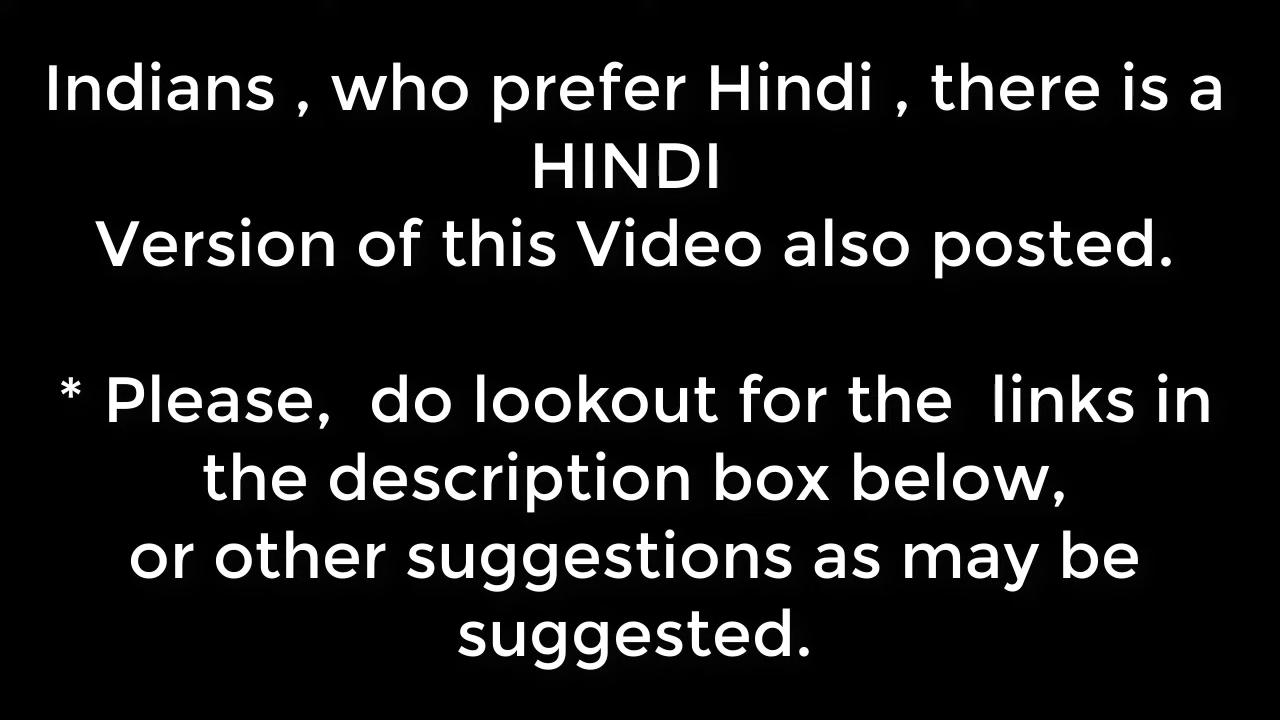 Indians , who prefer Hindi , there is a
HINDI
Version of this Video also posted.
* Please,  do lookout for the  links in
the description box below,
or other suggestions as may be
suggested.